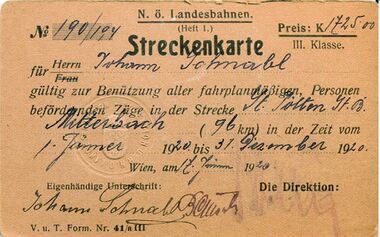 N. ö. Landesbahnen.
(Heft 1.)
№ 190/194
Preis: K 1725.00
Streckenkarte
III. Klasse.
für Herrn Johann Schnabl
Frau
gültig zur Benützung aller fahrplanmäßigen, Personen
befördernden Züge in der Strecke St. Pölten St. B.
Mitterbach (96 km) in der Zeit vom
1. Jänner 1920 bis 31. Dezember 1920.
Wien, am 17. Jänner 1920
Eigenhändige Unterschrift:
Die Direktion:
Johann Schnabl
V. u. T. Form. Nr. 41/a III